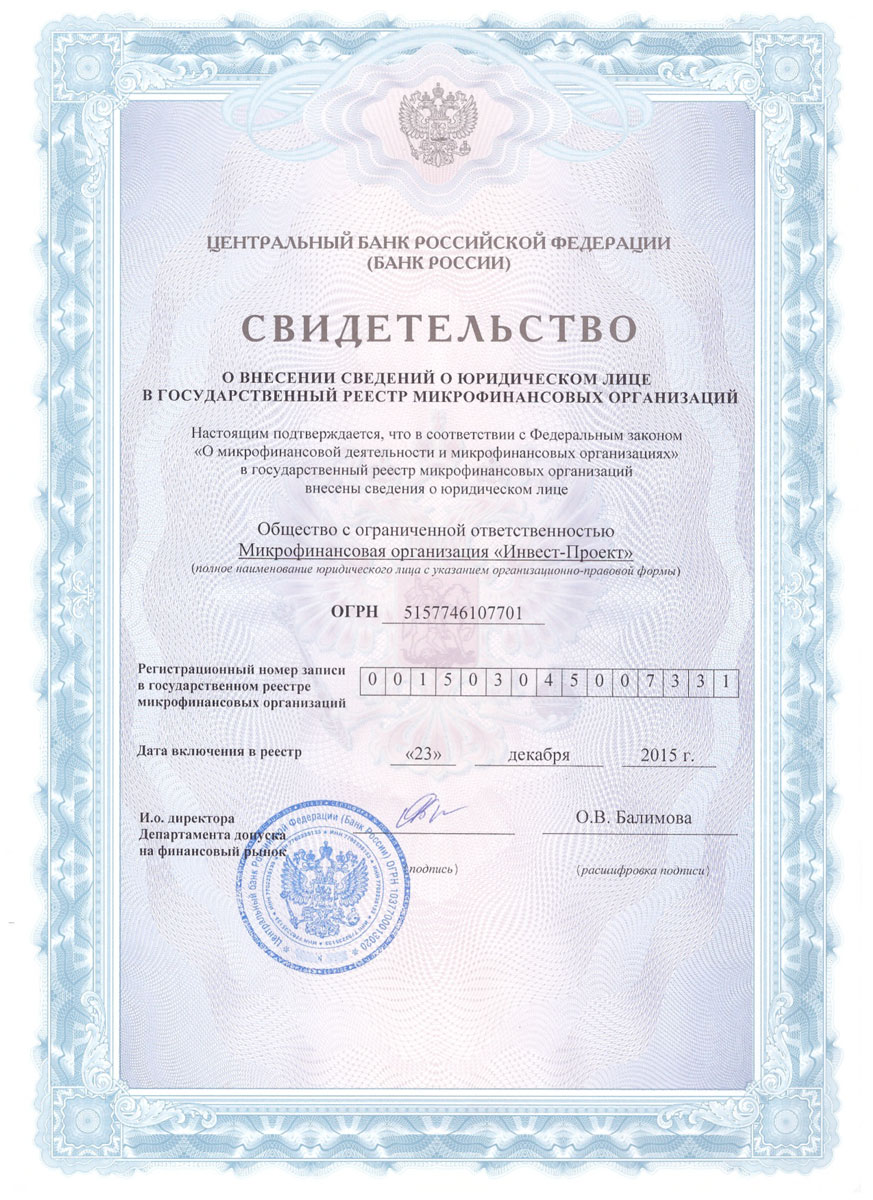 ЦЕНТРАЛЬНЫЙ БАНК РОССИЙСКОЙ ФЕДЕРАЦИИ
(БАНК РОССИИ)
СВИДЕТЕЛЬСТВО
О ВНЕСЕНИИ СВЕДЕНИЙ О ЮРИДИЧЕСКОМ ЛИЦЕ
В ГОСУДАРСТВЕННЫЙ РЕЕСТР МИКРОФИНАНСОВЫХ ОРГАНИЗАЦИЙ
Настоящим подтверждается, что в соответствии с Федеральным законом
«О микрофинансовой деятельности и микрофинансовых организациях»
в государственный реестр микрофинансовых организаций
внесены сведения о юридическом лице
Общество с ограниченной ответственностью
Микрофинансовая организация «Инвест-Проект»
(полное наименование юридического лица с указанием организационно-правовой формы)
ОГРН 5157746107701
Регистрационный номер записи
в государственном реестре
микрофинансовых организаций
0 0 1 5 0 3 0 4 5 0 0 7 3 3 1
Дата включения в реестр «23» декабря 2015 г.
И.о. директора
Департамента допуска
на финансовый рынок
О.В. Балимова
(подпись) (расшифровка подписи)
Центральный банк Российской Федерации (Банк России) ОГРН 1037700013020